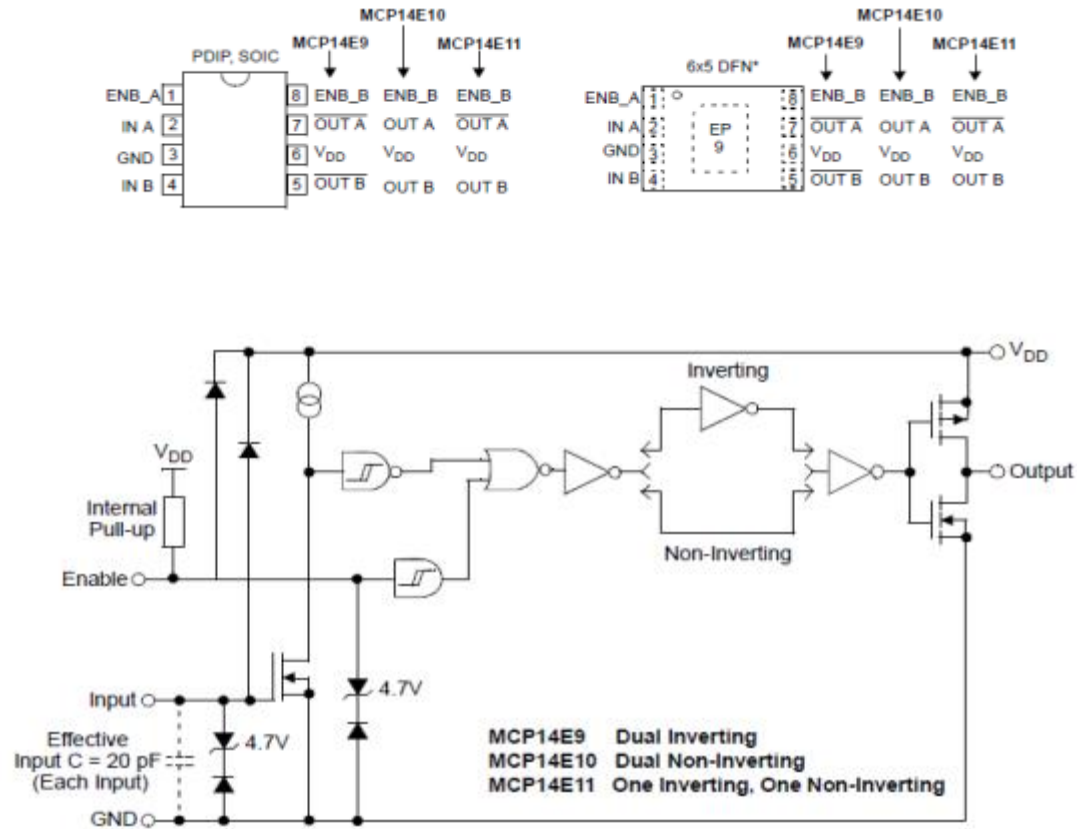 MCP14E10
MCP14E9
MCP14E11
PDIP, SOIC
ENB_A 1
8 ENB_B ENB_B ENB_B
IN A 2
7 OUT A OUT A OUT A
GND 3
6 VDD VDD VDD
IN B 4
5 OUT B OUT B OUT B
MCP14E10
MCP14E9
MCP14E11
6x5 DFN*
ENB_A 1
8 ENB_B ENB_B ENB_B
IN A 2
EP
9
7 OUT A OUT A OUT A
GND 3
6 VDD VDD VDD
IN B 4
5 OUT B OUT B OUT B
VDD
Inverting
VDD
Internal
Pull-up
Output
Non-Inverting
Enable
4.7V
Input
Effective
Input C = 20 pF
(Each Input)
4.7V
MCP14E9 Dual Inverting
MCP14E10 Dual Non-Inverting
MCP14E11 One Inverting, One Non-Inverting
GND